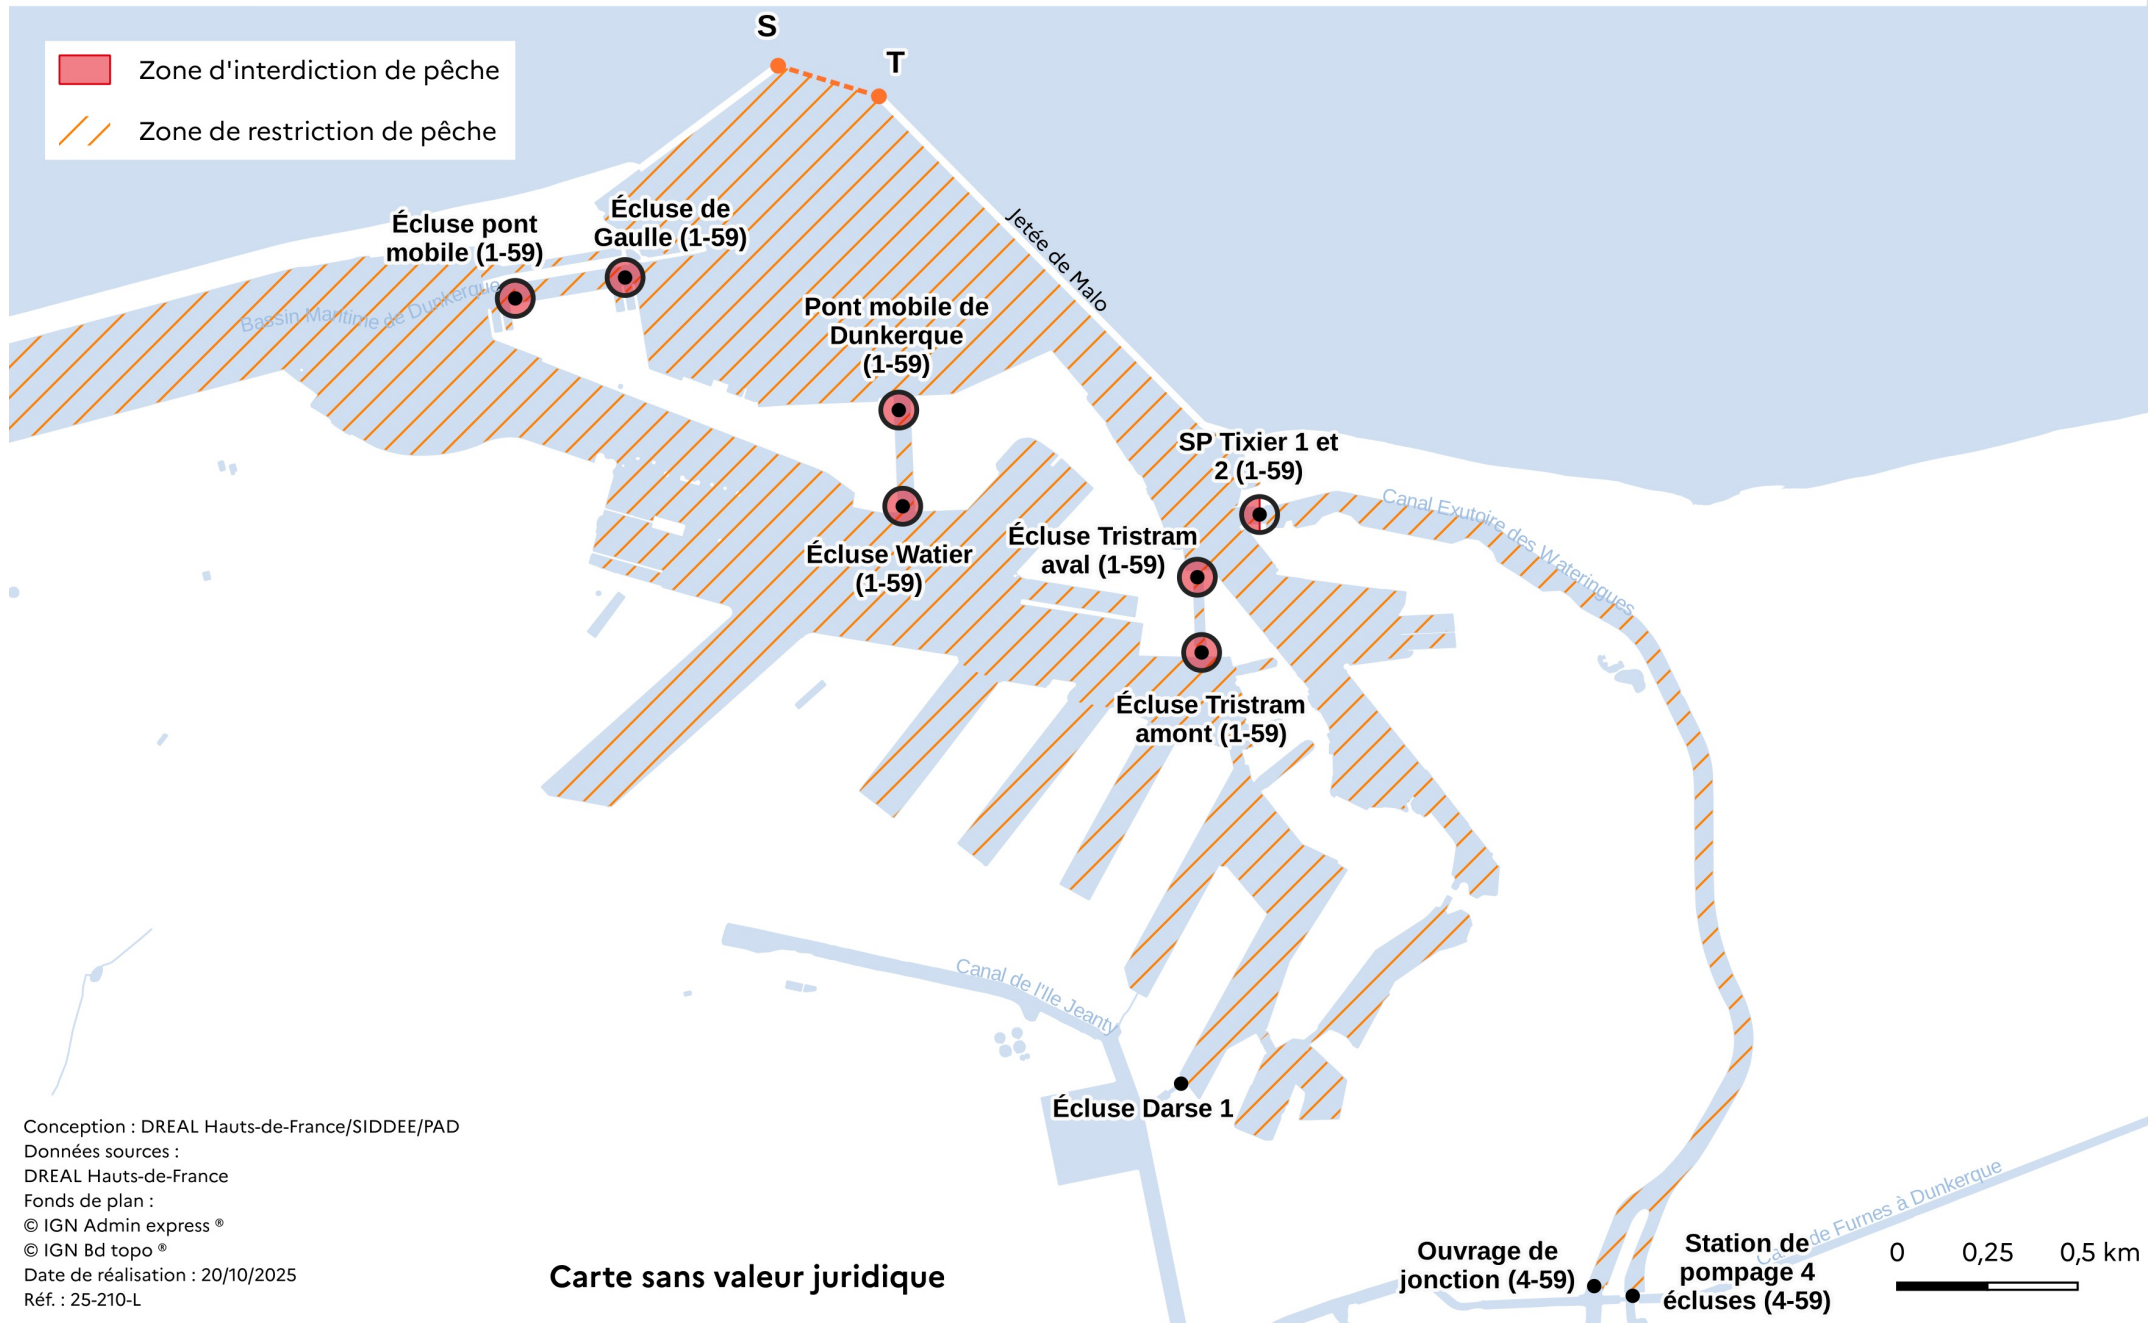 S
T
Zone d'interdiction de pêche
Zone de restriction de pêche
Écluse pont
mobile (1-59)
Écluse de
Gaulle (1-59)
Jetée de Malo
Bassin Maritime de Dunkerque
Pont mobile de
Dunkerque
(1-59)
SP Tixier 1 et
2 (1-59)
Canal Exutoire des Wateringues
Écluse Watier
(1-59)
Écluse Tristram
aval (1-59)
Écluse Tristram
amont (1-59)
Canal de l'Ile Jeanty
Écluse Darse 1
Conception : DREAL Hauts-de-France/SIDDEE/PAD
Données sources :
DREAL Hauts-de-France
Fonds de plan :
© IGN Admin express ®
© IGN Bd topo ®
Date de réalisation : 20/10/2025
Réf. : 25-210-L
Carte sans valeur juridique
Canal de Furnes à Dunkerque
Ouvrage de
jonction (4-59)
Station de
pompage 4
écluses (4-59)
0 0,25 0,5 km